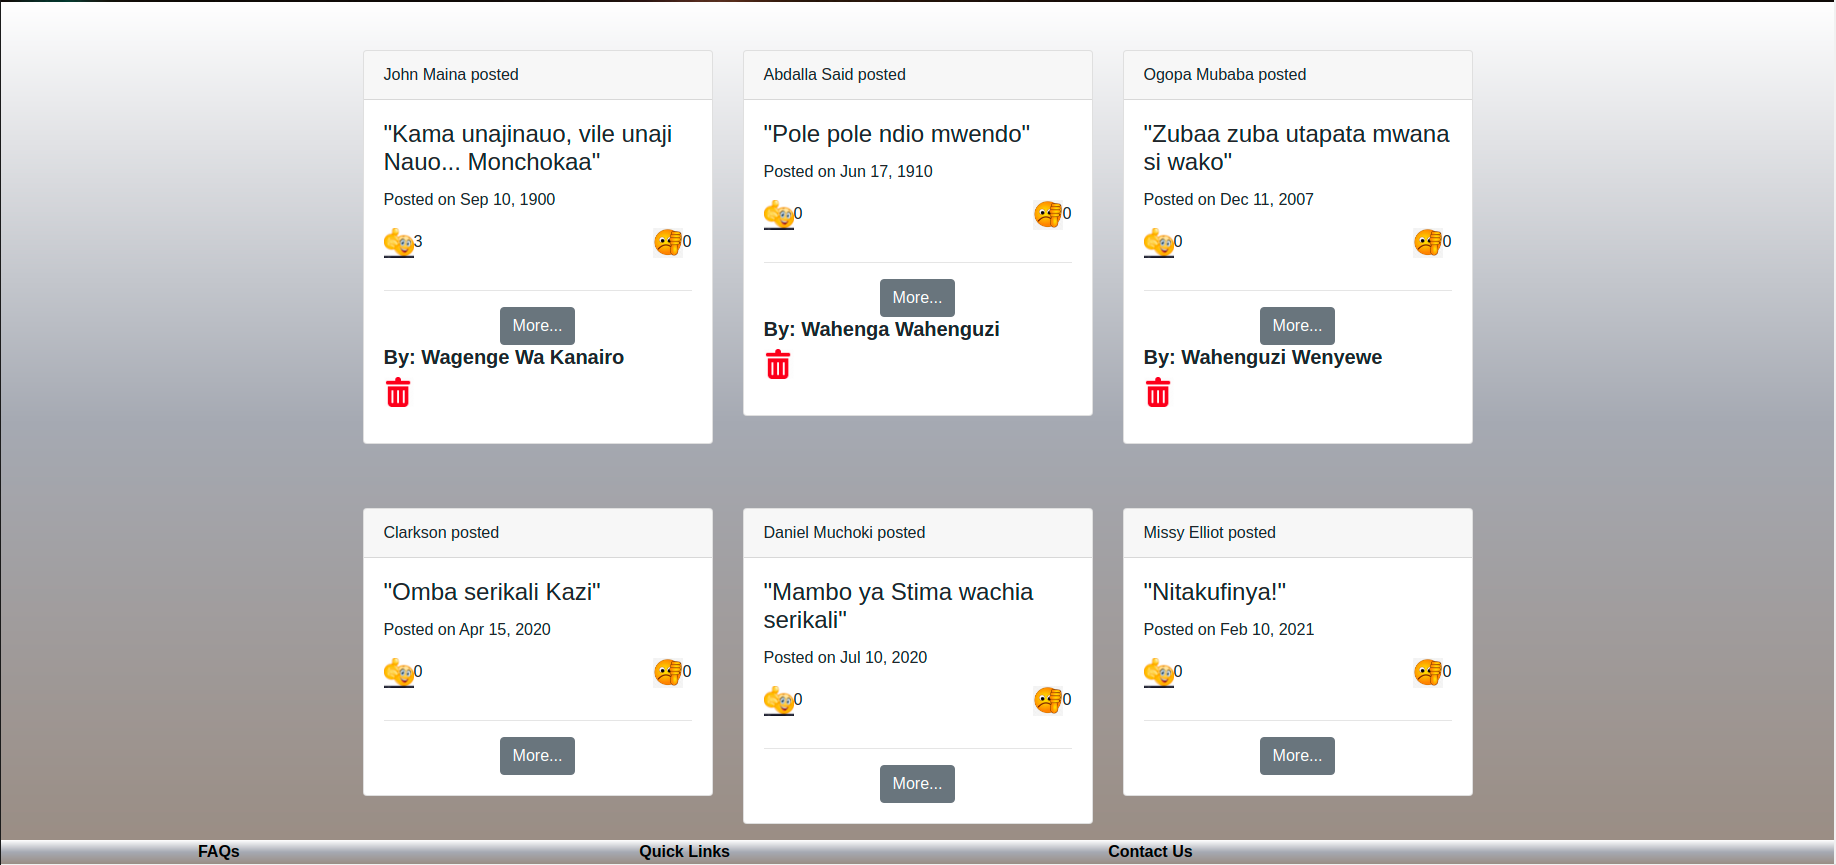 John Maina posted
"Kama unajinauo, vile unaji
Nauo... Monchokaa"
Posted on Sep 10, 1900
3
0
More...
By: Wagenge Wa Kanairo
Abdalla Said posted
"Pole pole ndio mwendo"
Posted on Jun 17, 1910
0
0
More...
By: Wahenga Wahenguzi
Ogopa Mubaba posted
"Zubaa zuba utapata mwana
si wako"
Posted on Dec 11, 2007
0
0
More...
By: Wahenguzi Wenyewe
Clarkson posted
"Omba serikali Kazi"
Posted on Apr 15, 2020
0
0
More...
Daniel Muchoki posted
"Mambo ya Stima wachia
serikali"
Posted on Jul 10, 2020
0
0
More...
Missy Elliot posted
"Nitakufinya!"
Posted on Feb 10, 2021
0
0
More...
FAQs
Quick Links
Contact Us